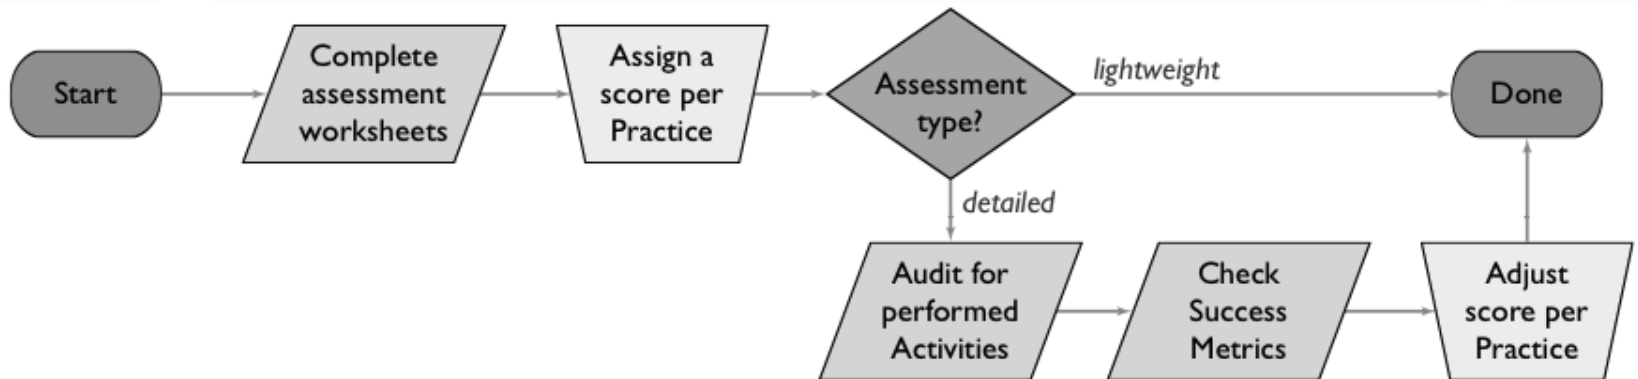 Start
Complete
assessment
worksheets
Assign a
score per
Practice
Assessment
type?
lightweight
Done
detailed
Audit for
performed
Activities
Check
Success
Metrics
Adjust
score per
Practice